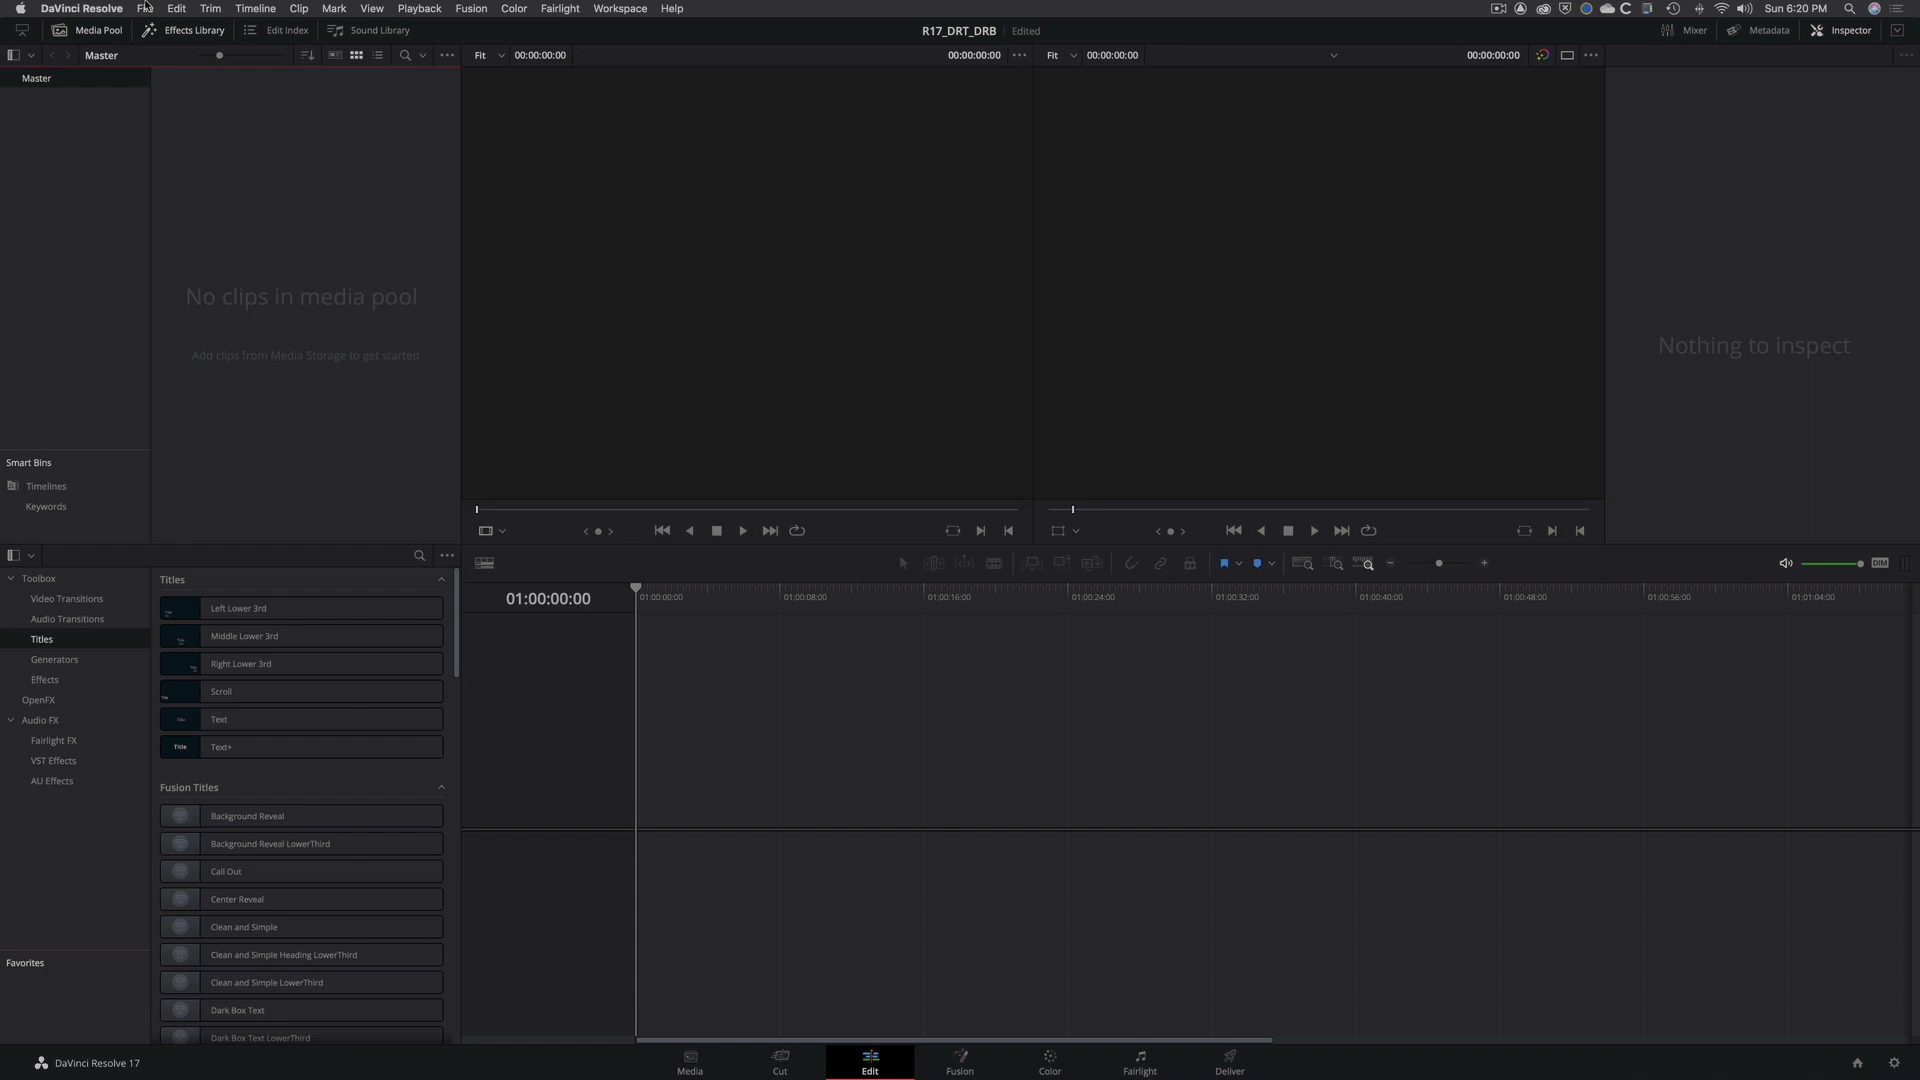 DaVinci Resolve File Edit Trim Timeline Clip Mark View Playback Fusion Color Fairlight Workspace Help Sun 6:20 PM
Media Pool Effects Library Edit Index Sound Library R17_DRT_DRB Edited Mixer Metadata Inspector
Master Fit 00:00:00:00 00:00:00:00 Fit 00:00:00:00 00:00:00:00
Master
No clips in media pool
Add clips from Media Storage to get started
Nothing to inspect
Smart Bins
Timelines
Keywords
Toolbox
Video Transitions
Audio Transitions
Titles
Generators
Effects
OpenFX
Audio FX
Fairlight FX
VST Effects
AU Effects
Favorites
Titles
Left Lower 3rd
Middle Lower 3rd
Right Lower 3rd
Scroll
Text
Title Text+
Fusion Titles
Background Reveal
Background Reveal LowerThird
Call Out
Center Reveal
Clean and Simple
Clean and Simple Heading LowerThird
Clean and Simple LowerThird
Dark Box Text
Dark Box Text LowerThird
DIM
01:00:00:00 01:00:00:00 01:00:08:00 01:00:16:00 01:00:24:00 01:00:32:00 01:00:40:00 01:00:48:00 01:00:56:00 01:01:04:00
DaVinci Resolve 17 Media Cut Edit Fusion Color Fairlight Deliver